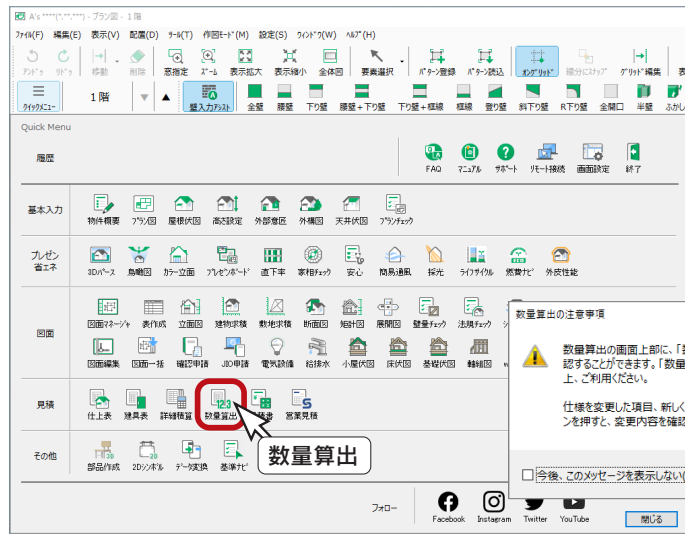 A's ****(*.**.***) - プラン図 - 1 階
ファイル(F) 編集(E) 表示(V) 配置(D) ツール(T) 作図モード(M) 設定(S) ウィンドウ(W) ヘルプ(H)
アンドゥ リドゥ 移動 削除 窓指定 ズーム 表示拡大 表示縮小 全体図 要素選択 パターン登録 パターン読込 オングリッド 線分にスナップ グリッド編集 表
クイックメニュー 1 階 ▼ ▲ 壁入力アシスト 全壁 腰壁 下り壁 腰壁+下り壁 下り壁+框線 框線 登り壁 斜下り壁 R下り壁 全開口 半壁 ふかし
Quick Menu
履歴 FAQ マニュアル サポート リモート接続 画面設定 終了
基本入力 物件概要 プラン図 屋根伏図 高さ設定 外部意匠 外構図 天井伏図 プランチェック
プレゼン 省エネ 3Dパース 鳥瞰図 カラー立面 プレゼンボード 直下率 家相チェック 安心 簡易通風 採光 ライフサイクル 燃費ナビ 外皮性能
図面 図面マネージャ 表作成 立面図 建物求積 敷地求積 断面図 矩計図 展開図 壁量チェック 法規チェック
図面編集 図面一括 確認申請 JIO申請 電気設備 給排水 小屋伏図 床伏図 基礎伏図 軸組図
見積 仕上表 建具表 詳細積算 数量算出 積書 営業見積
数量算出
その他 部品作成 2Dシンボル データ変換 基準ナビ
フォロー Facebook Instagram Twitter YouTube
数量算出の注意事項
数量算出の画面上部に、「数
認することができます。「数量
上、ご利用ください。
仕様を変更した項目、新しく
ンを押すと、変更内容を確認
今後、このメッセージを表示しない(
閉じる